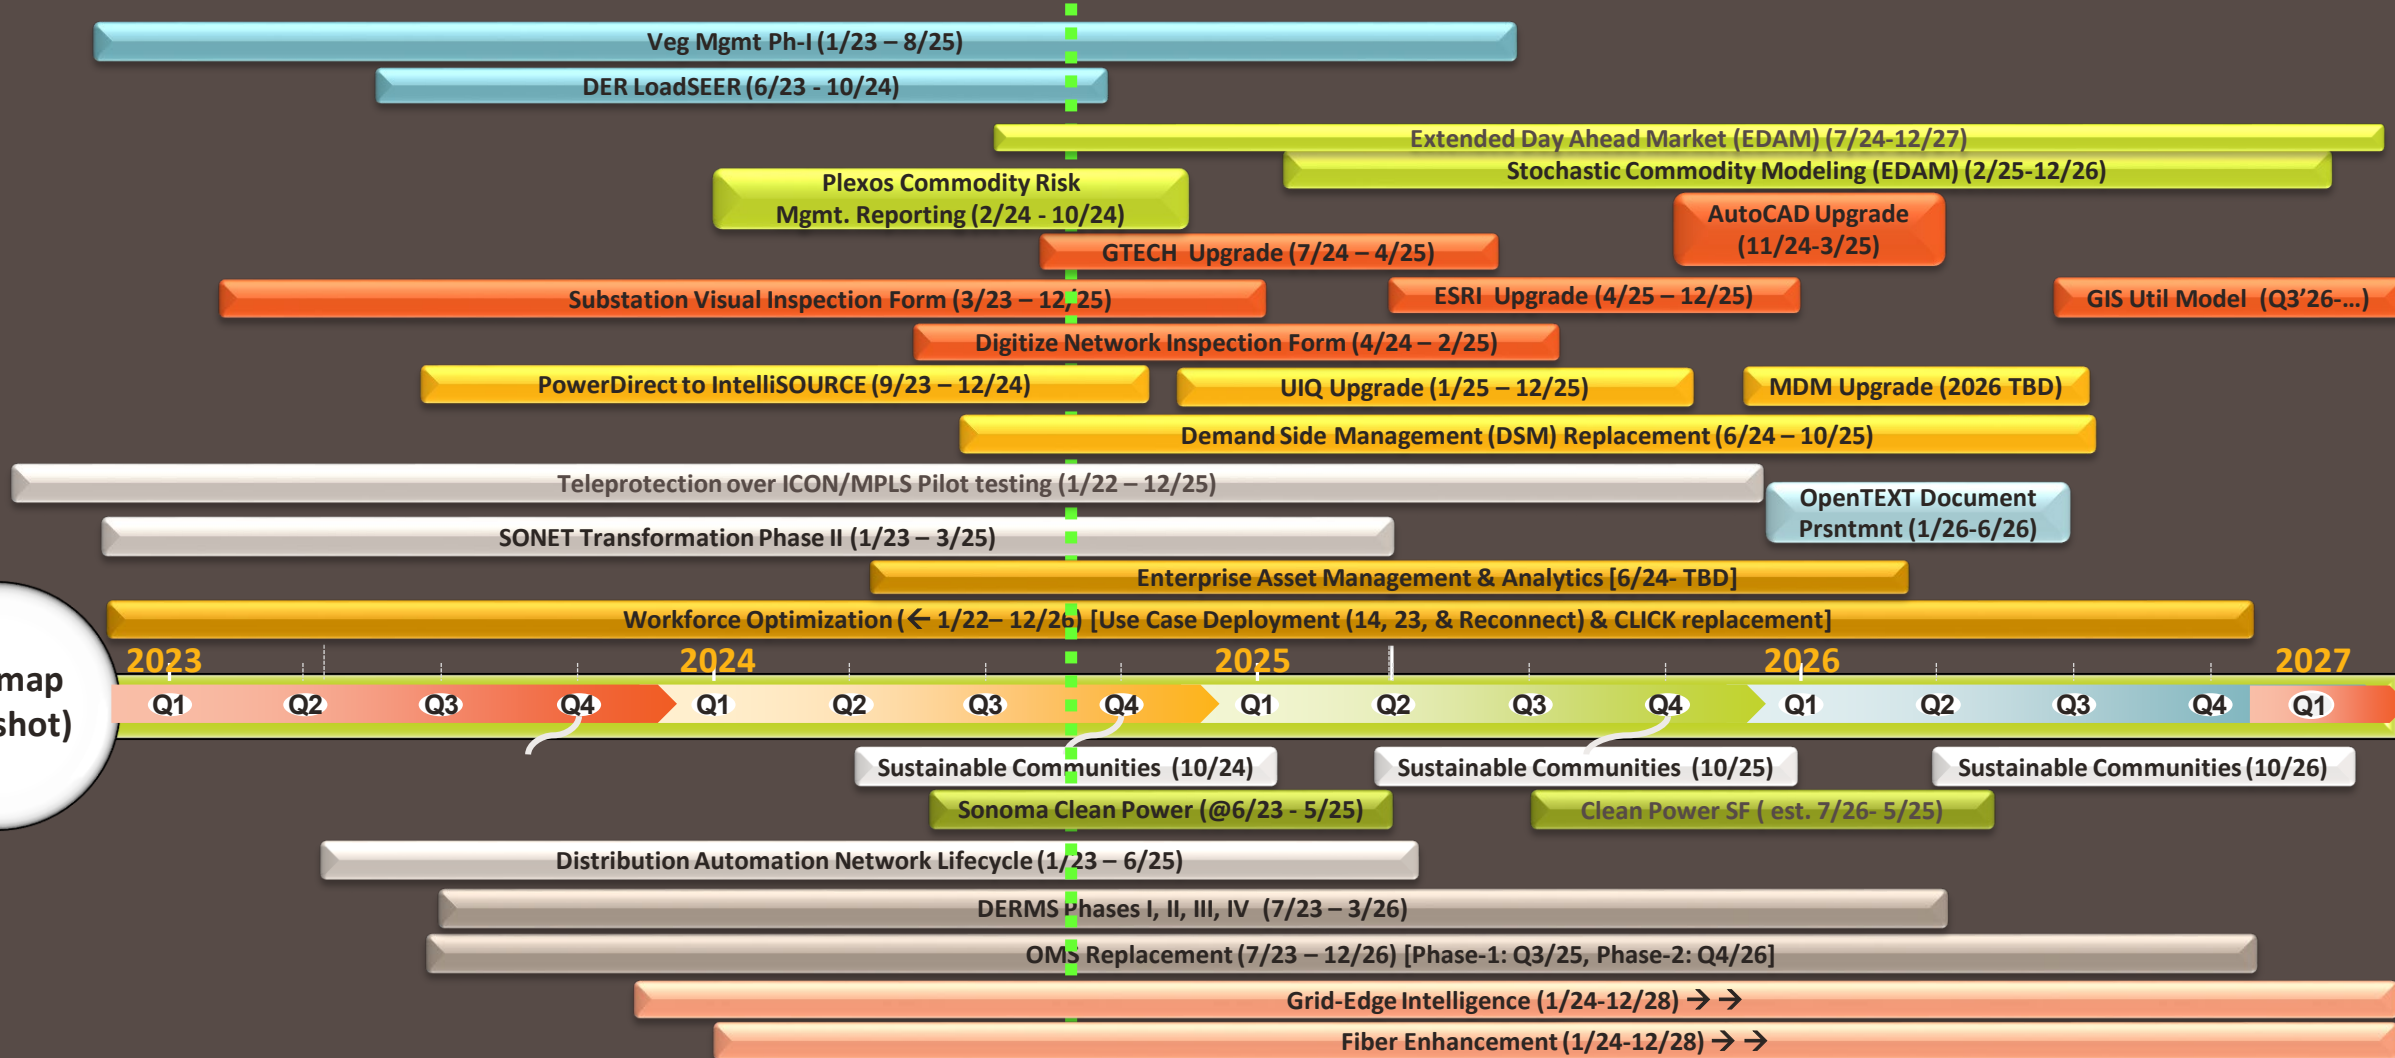 Veg Mgmt Ph-I (1/23 – 8/25)
DER LoadSEER (6/23 - 10/24)
Extended Day Ahead Market (EDAM) (7/24-12/27)
Stochastic Commodity Modeling (EDAM) (2/25-12/26)
Plexos Commodity Risk
Mgmt. Reporting (2/24 - 10/24)
AutoCAD Upgrade
(11/24-3/25)
GTECH Upgrade (7/24 – 4/25)
Substation Visual Inspection Form (3/23 – 12/25)
ESRI Upgrade (4/25 – 12/25)
GIS Util Model (Q3'26-...)
Digitize Network Inspection Form (4/24 – 2/25)
PowerDirect to IntelliSOURCE (9/23 – 12/24)
UIQ Upgrade (1/25 – 12/25)
MDM Upgrade (2026 TBD)
Demand Side Management (DSM) Replacement (6/24 – 10/25)
Teleprotection over ICON/MPLS Pilot testing (1/22 – 12/25)
OpenTEXT Document
Prsntmnt (1/26-6/26)
SONET Transformation Phase II (1/23 – 3/25)
Enterprise Asset Management & Analytics [6/24- TBD]
Workforce Optimization (← 1/22– 12/26) [Use Case Deployment (14, 23, & Reconnect) & CLICK replacement]
2023 2024 2025 2026 2027
map
shot)
Q1 Q2 Q3 Q4 Q1 Q2 Q3 Q4 Q1 Q2 Q3 Q4 Q1 Q2 Q3 Q4 Q1
Sustainable Communities (10/24)
Sustainable Communities (10/25)
Sustainable Communities (10/26)
Sonoma Clean Power (@6/23 - 5/25)
Clean Power SF ( est. 7/26- 5/25)
Distribution Automation Network Lifecycle (1/23 – 6/25)
DERMS Phases I, II, III, IV (7/23 – 3/26)
OMS Replacement (7/23 – 12/26) [Phase-1: Q3/25, Phase-2: Q4/26]
Grid-Edge Intelligence (1/24-12/28) → →
Fiber Enhancement (1/24-12/28) → →